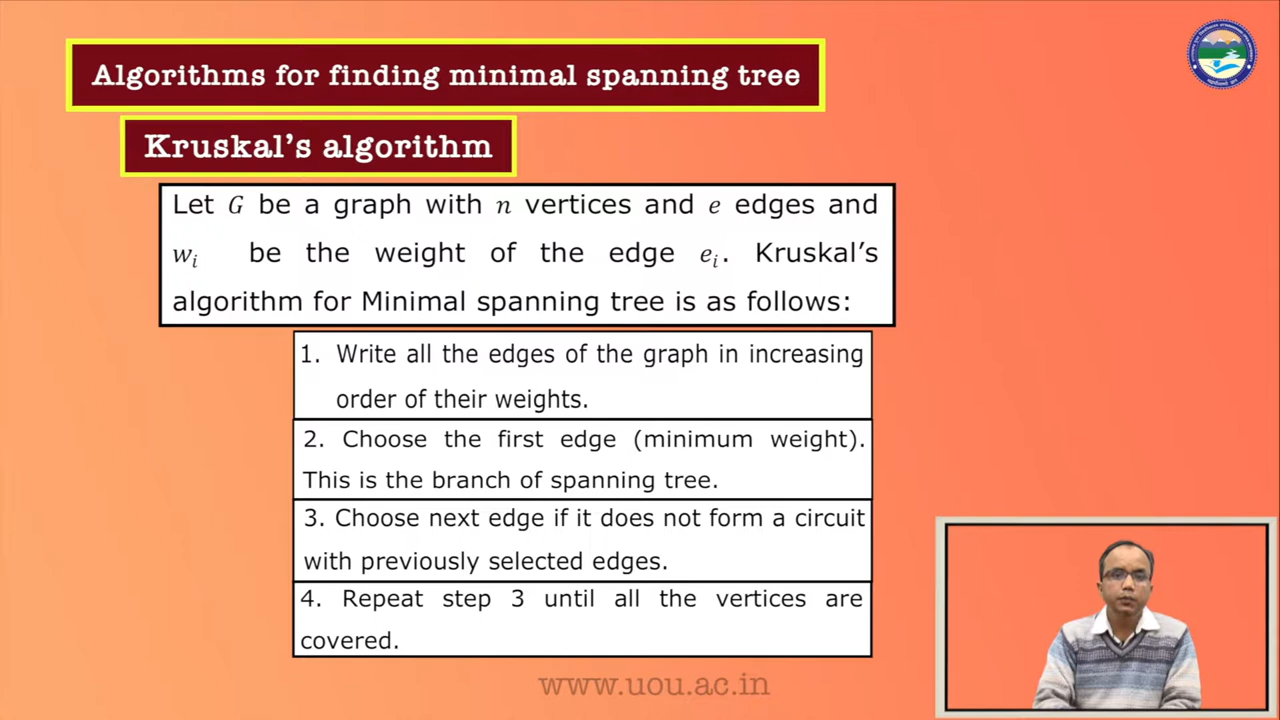 Algorithms for finding minimal spanning tree
Kruskal's algorithm
Let G be a graph with n vertices and e edges and
wᵢ be the weight of the edge eᵢ. Kruskal's
algorithm for Minimal spanning tree is as follows:
1. Write all the edges of the graph in increasing
order of their weights.
2. Choose the first edge (minimum weight).
This is the branch of spanning tree.
3. Choose next edge if it does not form a circuit
with previously selected edges.
4. Repeat step 3 until all the vertices are
covered.
www.uou.ac.in